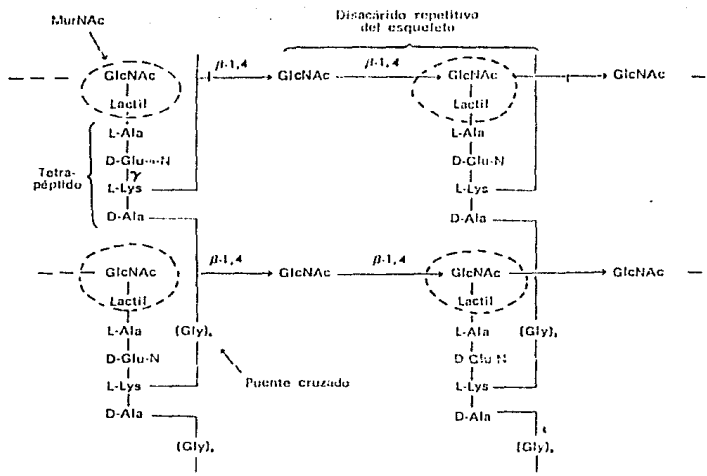 MurNAc
Disacárido repetitivo
del esqueleto
GlcNAc β-1,4 GlcNAc β-1,4 GlcNAc GlcNAc
Lactil Lactil
L-Ala L-Ala
D-Glu-α-N D-Glu-N
γ
Tetra-
péptido
L-Lys L-Lys
D-Ala D-Ala
GlcNAc β-1,4 GlcNAc β-1,4 GlcNAc GlcNAc
Lactil Lactil
L-Ala (Gly) L-Ala (Gly)
D-Glu-N D-Glu-N
L-Lys Puente cruzado L-Lys
D-Ala D-Ala
(Gly) (Gly)